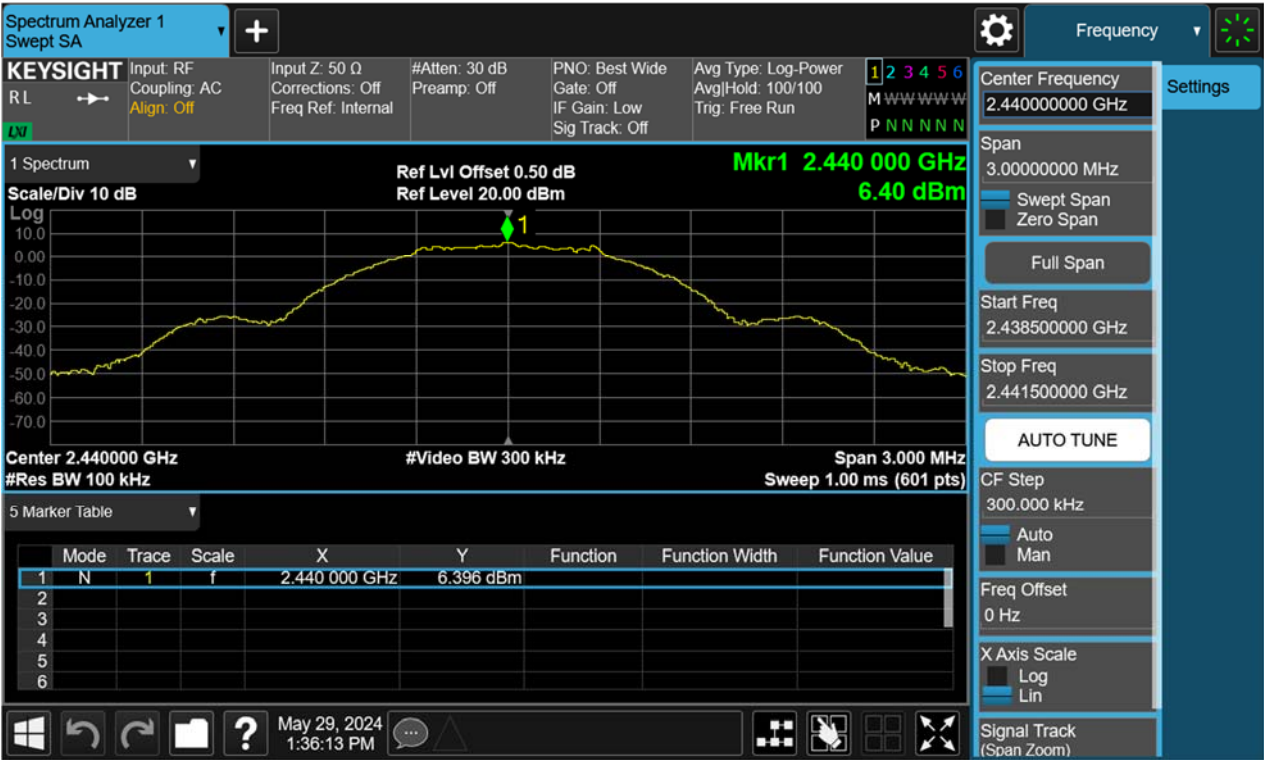 Spectrum Analyzer 1
Swept SA
+
Frequency
KEYSIGHT
R L
LXI
Input: RF
Coupling: AC
Align: Off
Input Z: 50 Ω
Corrections: Off
Freq Ref: Internal
#Atten: 30 dB
Preamp: Off
PNO: Best Wide
Gate: Off
IF Gain: Low
Sig Track: Off
Avg Type: Log-Power
Avg|Hold: 100/100
Trig: Free Run
1 2 3 4 5 6
M W W W W W
P N N N N N
1 Spectrum
Scale/Div 10 dB
Ref Lvl Offset 0.50 dB
Ref Level 20.00 dBm
Mkr1 2.440 000 GHz
6.40 dBm
Log
10.0
0.00
-10.0
-20.0
-30.0
-40.0
-50.0
-60.0
-70.0
1
Center 2.440000 GHz
#Res BW 100 kHz
#Video BW 300 kHz
Span 3.000 MHz
Sweep 1.00 ms (601 pts)
5 Marker Table
Mode Trace Scale X Y Function Function Width Function Value
1 N 1 f 2.440 000 GHz 6.396 dBm
2
3
4
5
6
May 29, 2024
1:36:13 PM
Center Frequency
2.440000000 GHz
Settings
Span
3.00000000 MHz
Swept Span
Zero Span
Full Span
Start Freq
2.438500000 GHz
Stop Freq
2.441500000 GHz
AUTO TUNE
CF Step
300.000 kHz
Auto
Man
Freq Offset
0 Hz
X Axis Scale
Log
Lin
Signal Track
(Span Zoom)